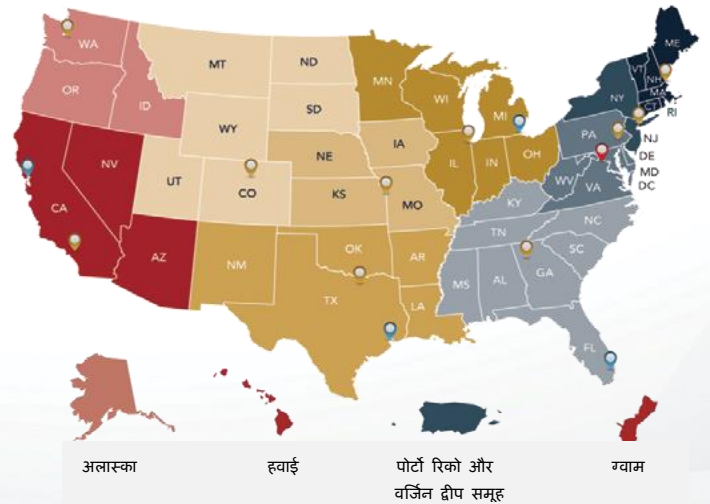 WA
ME
MT
ND
VT
MN
NH
OR
ID
WI
MA
SD
NY
CT
RI
WY
MI
IA
PA
NJ
NE
OH
DE
NV
IL
IN
MD
UT
CO
WV
VA
DC
CA
KS
MO
KY
NC
TN
OK
AZ
NM
AR
SC
MS
AL
GA
TX
LA
FL
अलास्का
हवाई
पोर्टो रिको और
वर्जिन द्वीप समूह
ग्वाम